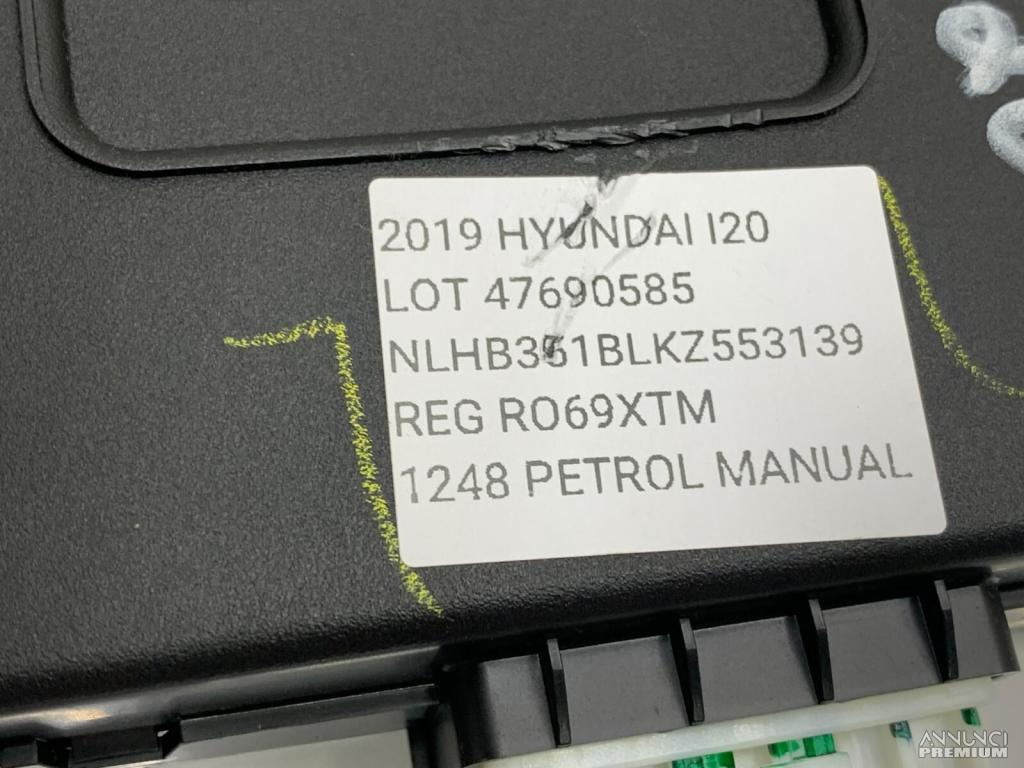 2019 HYUNDAI I20
LOT 47690585
NLHB351BLKZ553139
REG RO69XTM
1248 PETROL MANUAL
ANNUNCI
PREMIUM